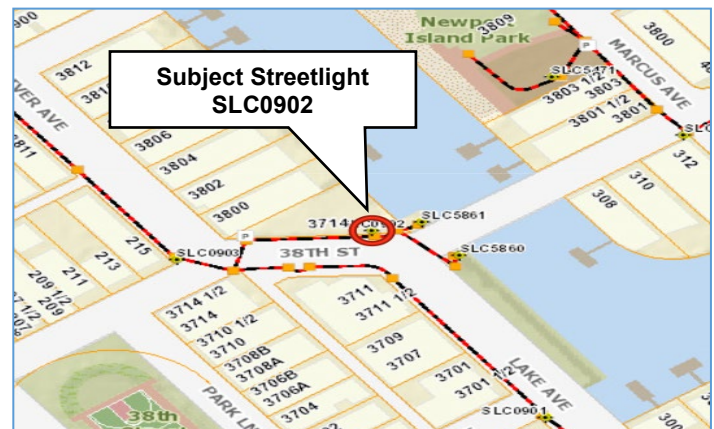 Subject Streetlight
SLC0902
Newport
Island Park
3809
3800
MARCUS AVE
P
SLC5471
3803 1/2
3803
3801 1/2
3801
312
310
308
900
3812
3806
3804
3802
3800
3811
3714
SLC5861
SLC5860
P
38TH ST
SLC0903
215
213
211
209 1/2
209
3714 1/2
3714
3710 1/2
3710
3708B
3708A
3706B
3706A
3704
PARK LN
3711
3711 1/2
3709
3707
3701
3701 1/2
LAKE AVE
SLC0901
38th